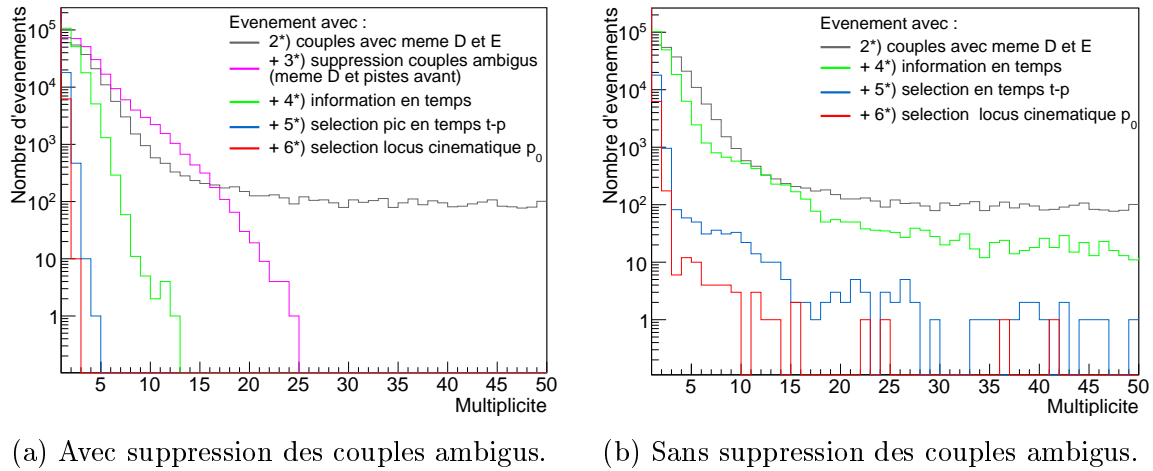 Nombre d'evenements
10^5
10^4
10^3
10^2
10
1
Evenement avec :
2*) couples avec meme D et E
+ 3*) suppression couples ambigus
(meme D et pistes avant)
+ 4*) information en temps
+ 5*) selection pic en temps t-p
+ 6*) selection locus cinematique p_0
5 10 15 20 25 30 35 40 45 50
Multiplicite
(a) Avec suppression des couples ambigus.
Nombre d'evenements
10^5
10^4
10^3
10^2
10
1
Evenement avec :
2*) couples avec meme D et E
+ 4*) information en temps
+ 5*) selection en temps t-p
+ 6*) selection locus cinematique p_0
5 10 15 20 25 30 35 40 45 50
Multiplicite
(b) Sans suppression des couples ambigus.